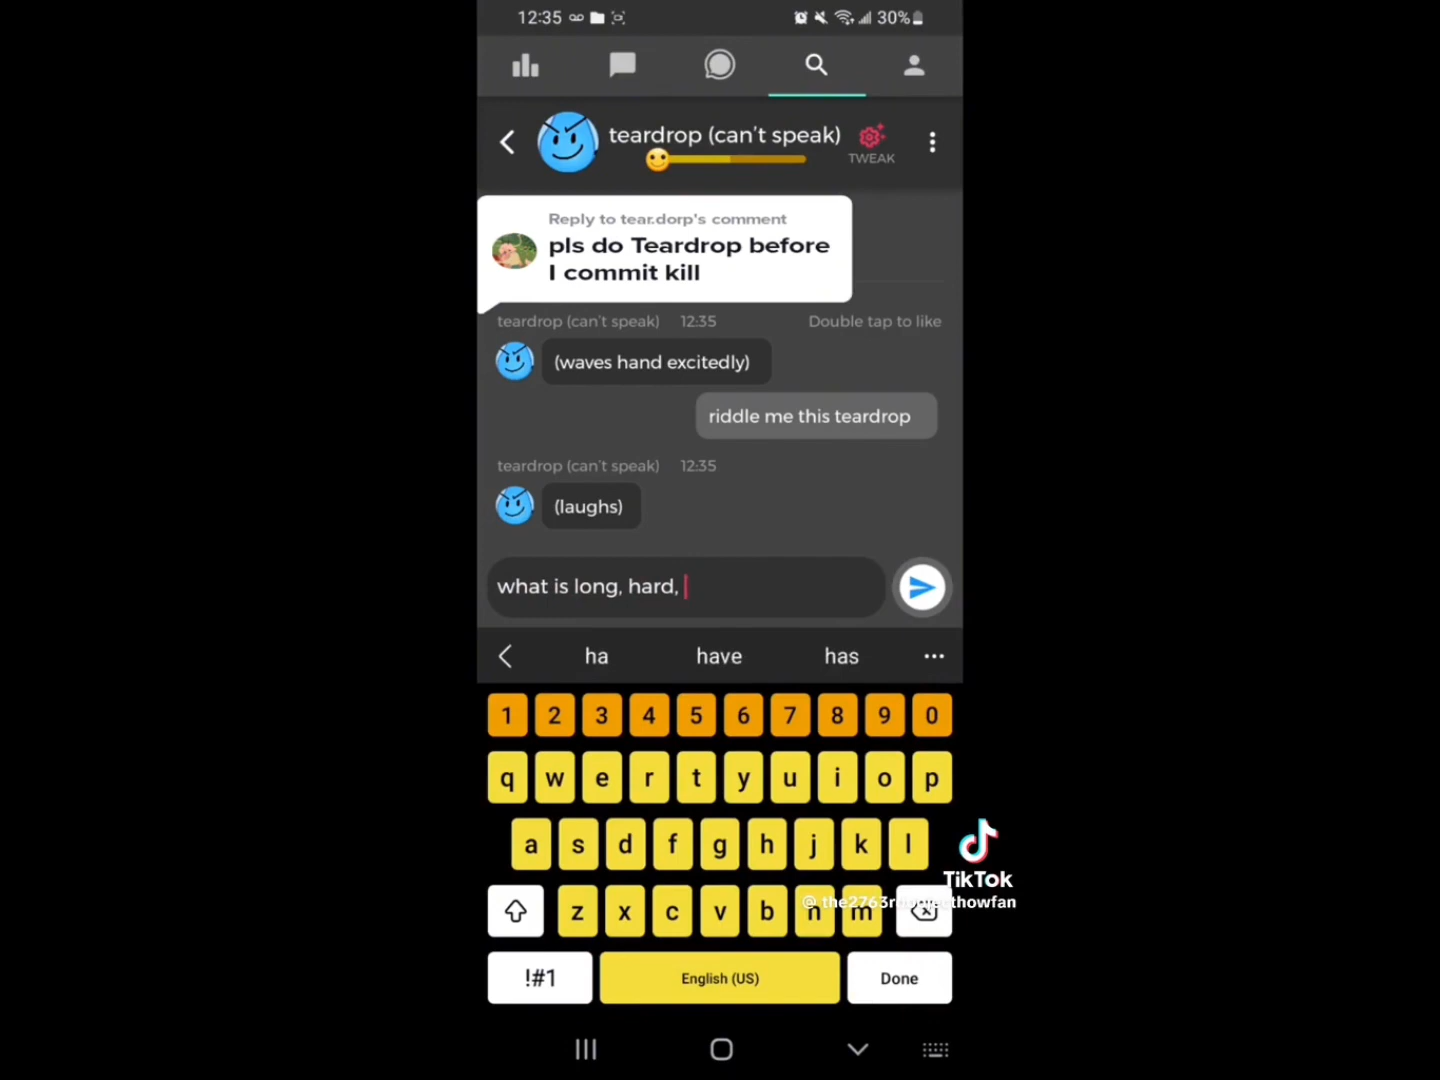 12:35
30%
teardrop (can't speak)
TWEAK
Reply to tear.dorp's comment
pls do Teardrop before
I commit kill
teardrop (can't speak) 12:35 Double tap to like
(waves hand excitedly)
riddle me this teardrop
teardrop (can't speak) 12:35
(laughs)
what is long, hard,
ha have has
1 2 3 4 5 6 7 8 9 0
q w e r t y u i o p
a s d f g h j k l
z x c v b n m
!#1 English (US) Done
TikTok